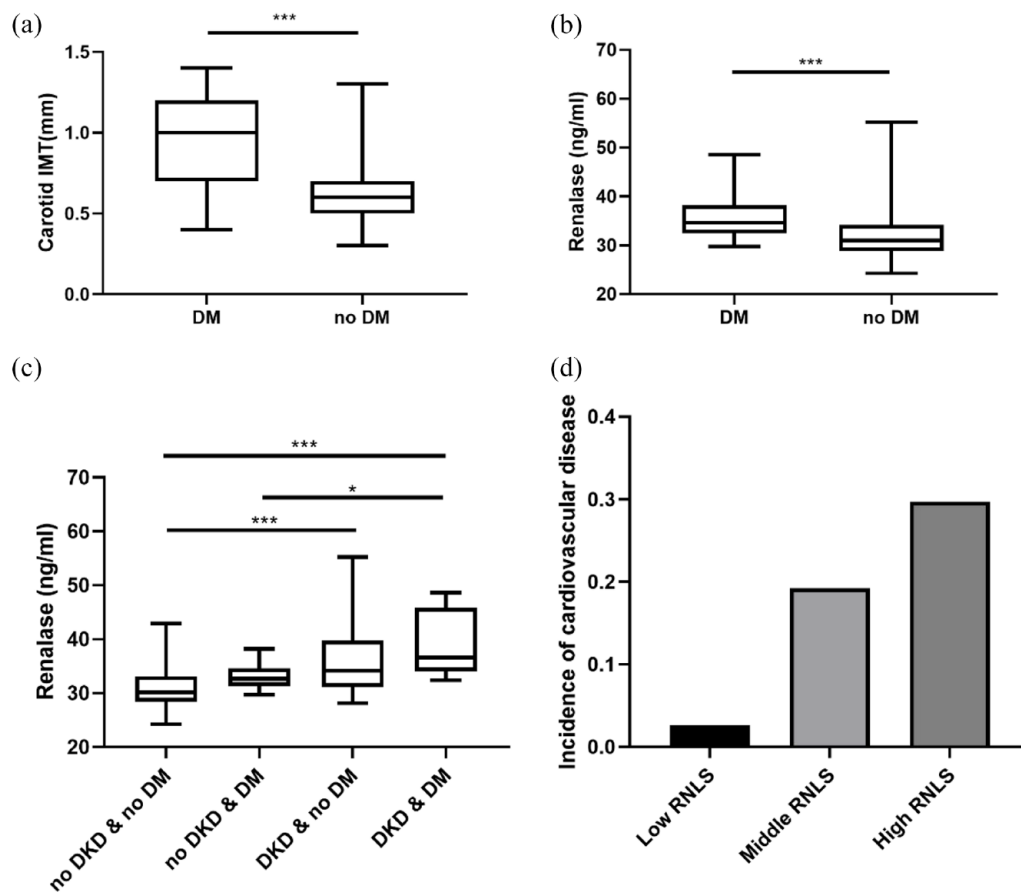 (a)
***
Carotid IMT(mm)
1.5
1.0
0.5
0.0
DM
no DM
(b)
***
Renalase (ng/ml)
70
60
50
40
30
20
DM
no DM
(c)
***
*
***
Renalase (ng/ml)
70
60
50
40
30
20
no DKD & no DM
no DKD & DM
DKD & no DM
DKD & DM
(d)
Incidence of cardiovascular disease
0.4
0.3
0.2
0.1
0.0
Low RNLS
Middle RNLS
High RNLS